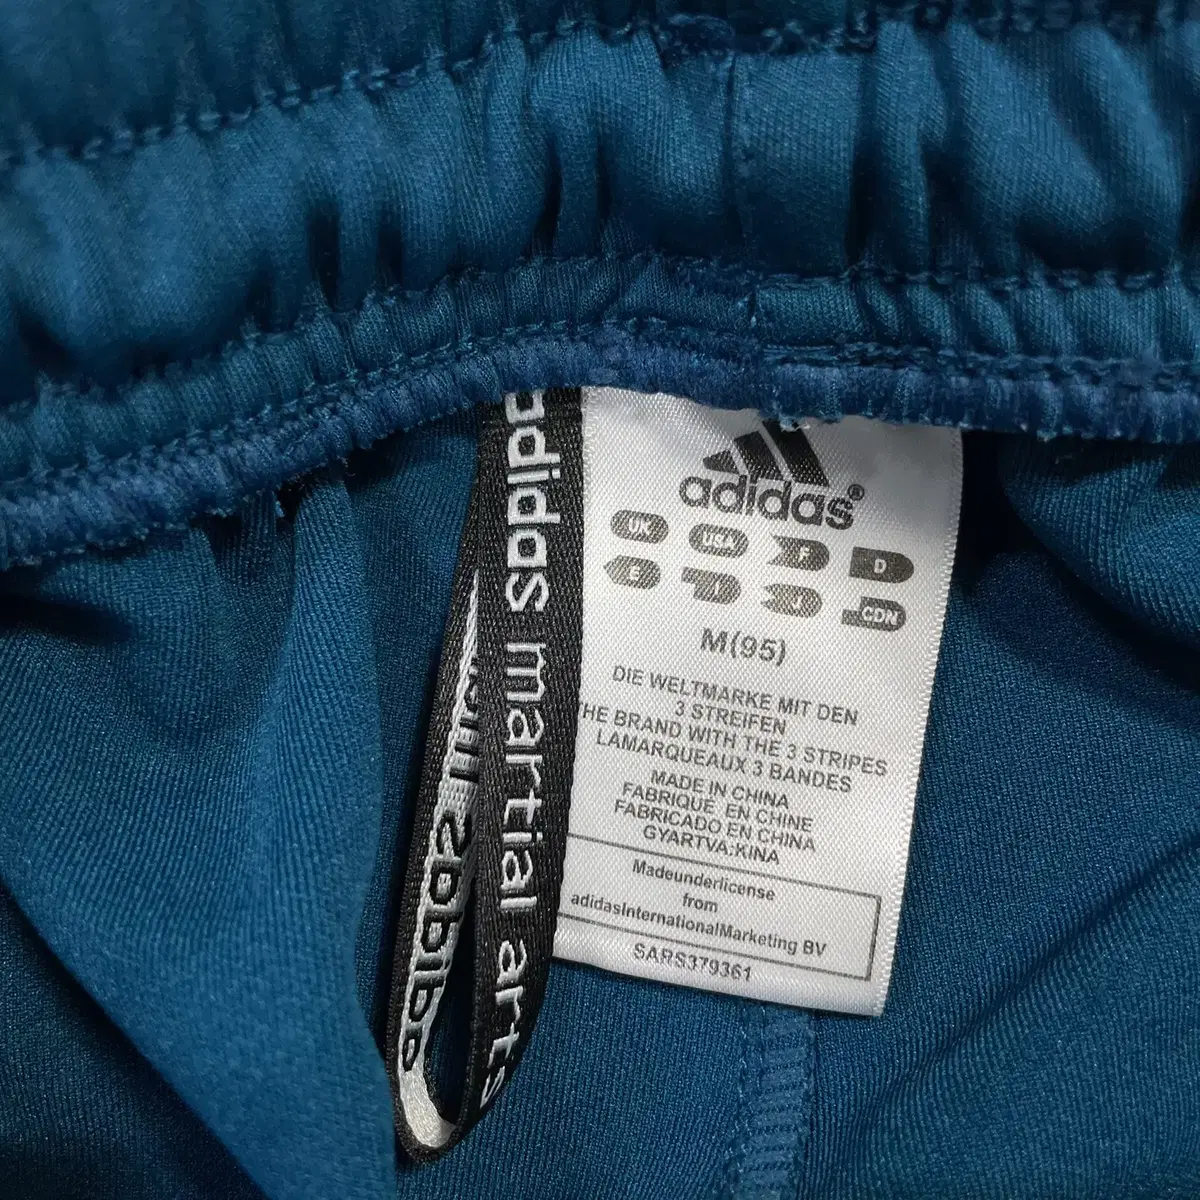 adidas martial arts
adidas
adidas®
UK USA F D
E I J CDN
M(95)
DIE WELTMARKE MIT DEN
3 STREIFEN
THE BRAND WITH THE 3 STRIPES
LAMARQUEAUX 3 BANDES
MADE IN CHINA
FABRIQUÉ EN CHINE
FABRICADO EN CHINA
GYARTVA:KINA
Madeunderlicense
from
adidasInternationalMarketing BV
SARS379361